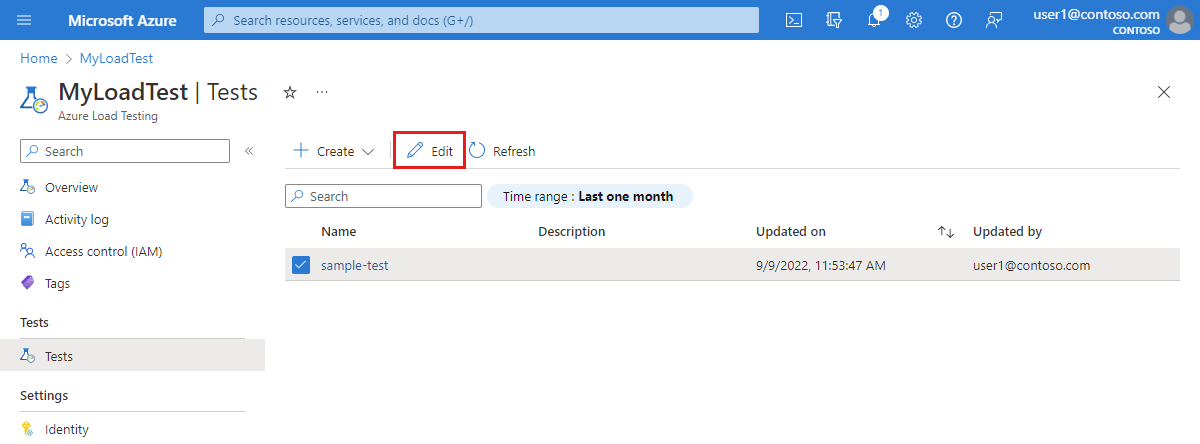 Microsoft Azure
Search resources, services, and docs (G+/)
1
user1@contoso.com
CONTOSO
Home > MyLoadTest
MyLoadTest | Tests
Azure Load Testing
Search
Create
Edit
Refresh
Overview
Activity log
Access control (IAM)
Tags
Tests
Tests
Settings
Identity
Search
Time range : Last one month
Name Description Updated on Updated by
sample-test 9/9/2022, 11:53:47 AM user1@contoso.com